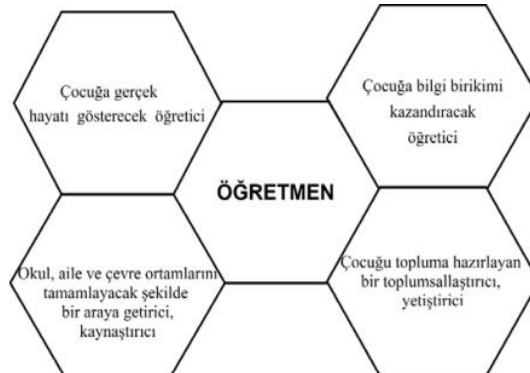 Çocuğa gerçek
hayatı gösterecek öğretici
Çocuğa bilgi birikimi
kazandıracak
öğretici
ÖĞRETMEN
Okul, aile ve çevre ortamlarını
tamamlayacak şekilde
bir araya getirici,
kaynaştırıcı
Çocuğu topluma hazırlayan
bir toplumsallaştırıcı,
yetiştirici